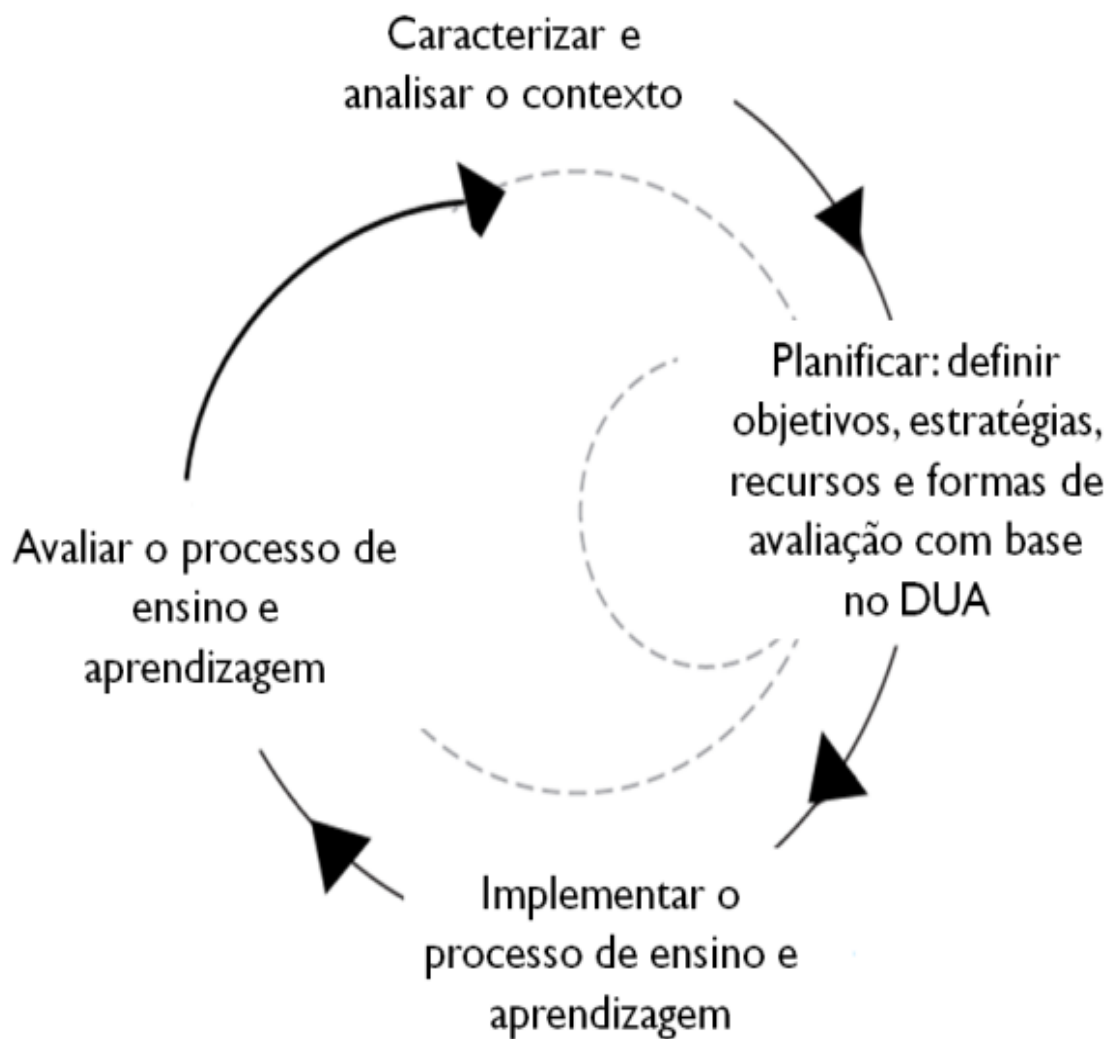 Caracterizar e
analisar o contexto
Planificar: definir
objetivos, estratégias,
recursos e formas de
avaliação com base
no DUA
Implementar o
processo de ensino e
aprendizagem
Avaliar o processo de
ensino e
aprendizagem